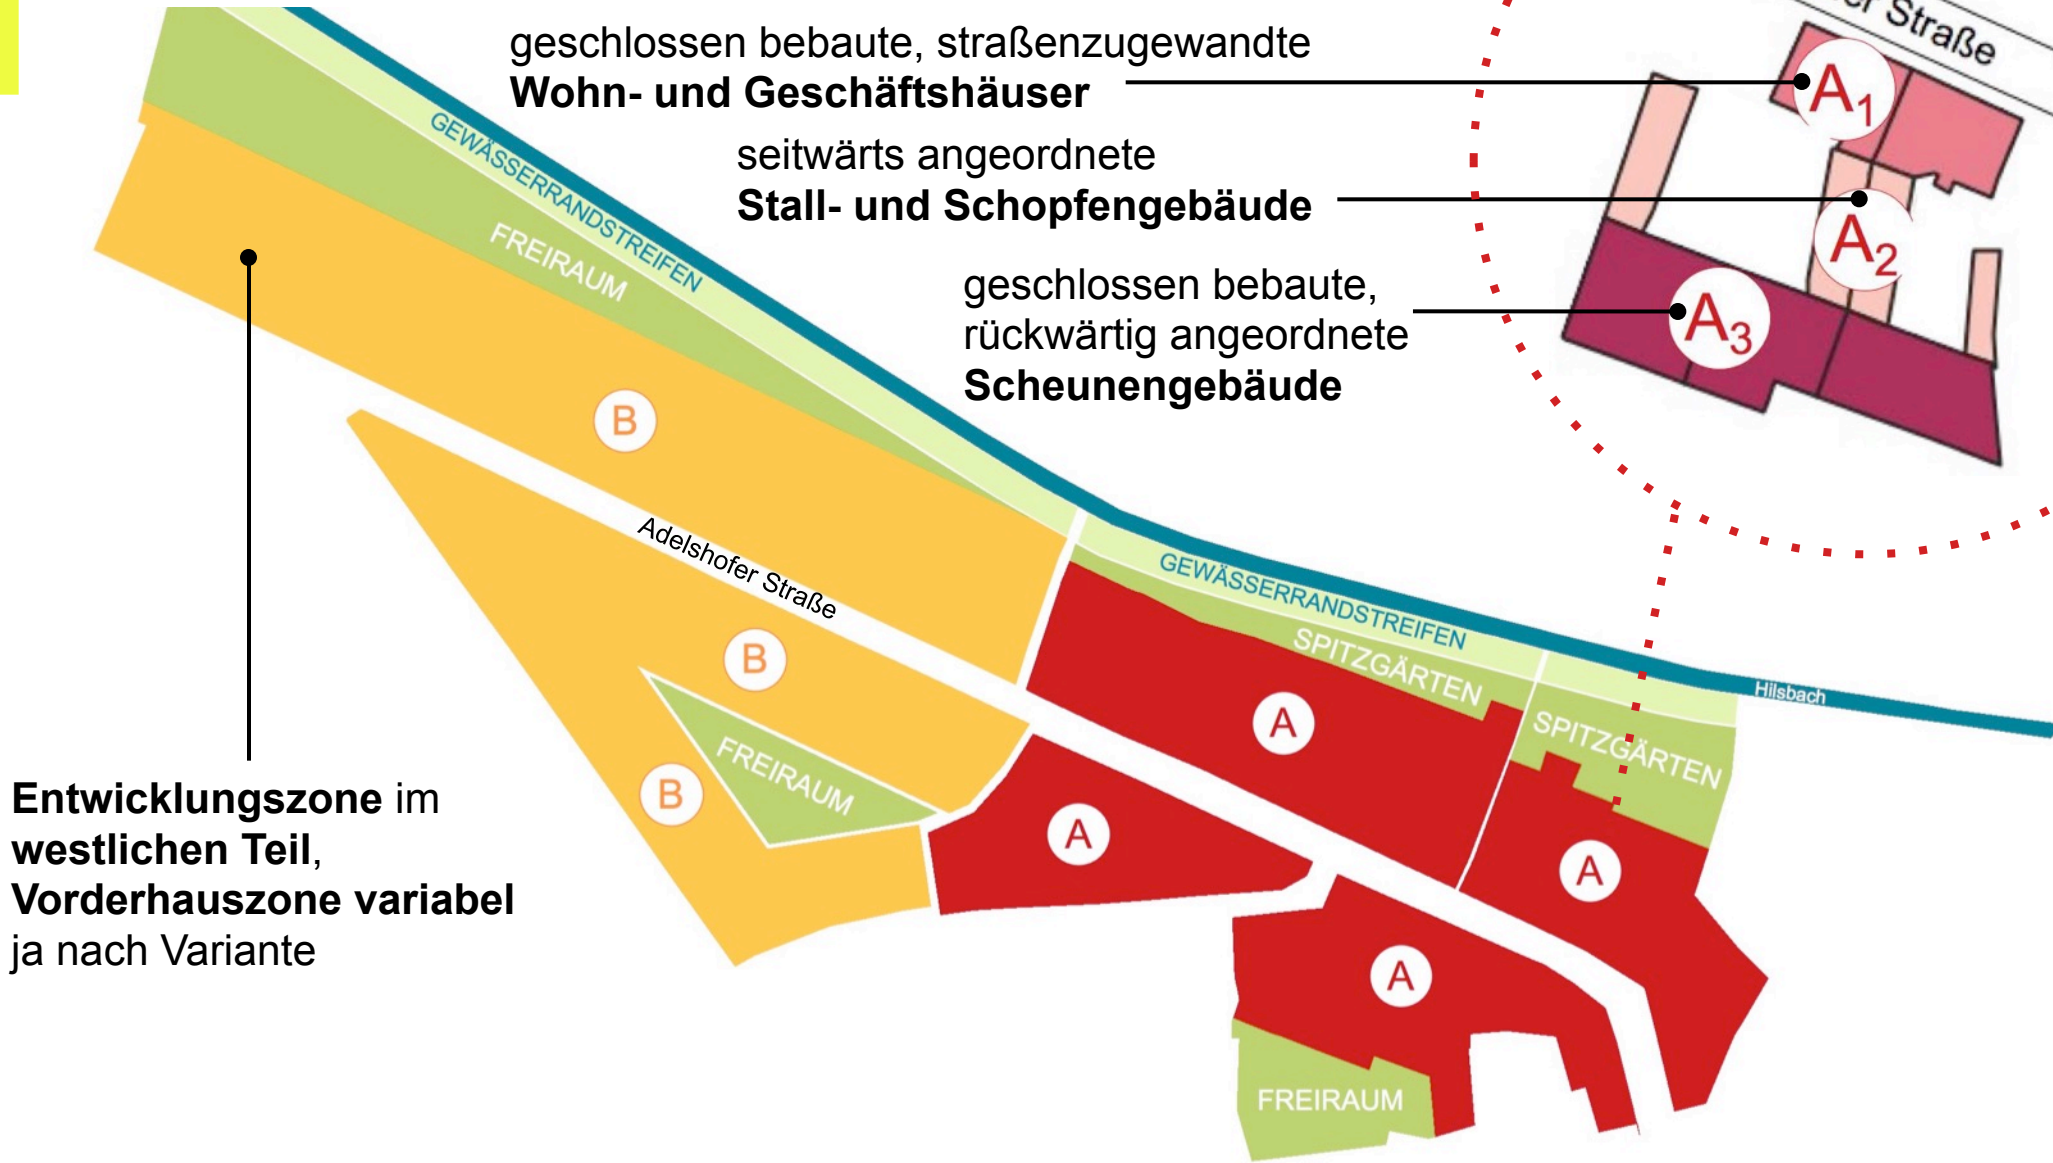 er Straße
geschlossen bebaute, straßenzugewandte
Wohn- und Geschäftshäuser
A1
seitwärts angeordnete
Stall- und Schopfengebäude
A2
geschlossen bebaute,
rückwärtig angeordnete
Scheunengebäude
A3
GEWÄSSERRANDSTREIFEN
FREIRAUM
B
Adelshofer Straße
B
FREIRAUM
B
GEWÄSSERRANDSTREIFEN
SPITZGÄRTEN
Hilsbach
SPITZGÄRTEN
A
A
A
A
FREIRAUM
Entwicklungszone im
westlichen Teil,
Vorderhauszone variabel
ja nach Variante